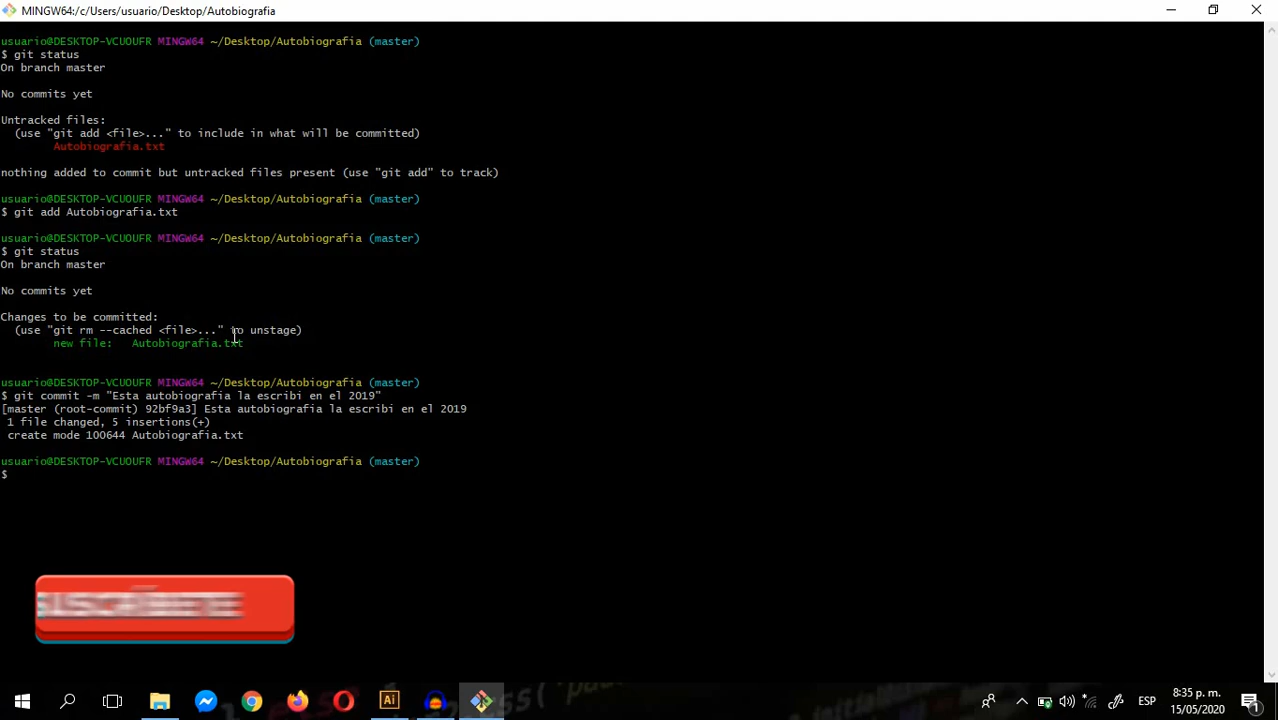 MINGW64:/c/Users/usuario/Desktop/Autobiografia
usuario@DESKTOP-VCUOUFR MINGW64 ~/Desktop/Autobiografia (master)
$ git status
On branch master
No commits yet
Untracked files:
(use "git add <file>..." to include in what will be committed)
Autobiografia.txt
nothing added to commit but untracked files present (use "git add" to track)
usuario@DESKTOP-VCUOUFR MINGW64 ~/Desktop/Autobiografia (master)
$ git add Autobiografia.txt
usuario@DESKTOP-VCUOUFR MINGW64 ~/Desktop/Autobiografia (master)
$ git status
On branch master
No commits yet
Changes to be committed:
(use "git rm --cached <file>..." to unstage)
new file:   Autobiografia.txt
usuario@DESKTOP-VCUOUFR MINGW64 ~/Desktop/Autobiografia (master)
$ git commit -m "Esta autobiografia la escribi en el 2019"
[master (root-commit) 92bf9a3] Esta autobiografia la escribi en el 2019
1 file changed, 5 insertions(+)
create mode 100644 Autobiografia.txt
usuario@DESKTOP-VCUOUFR MINGW64 ~/Desktop/Autobiografia (master)
$
Ai
ESP
8:35 p. m.
15/05/2020
1